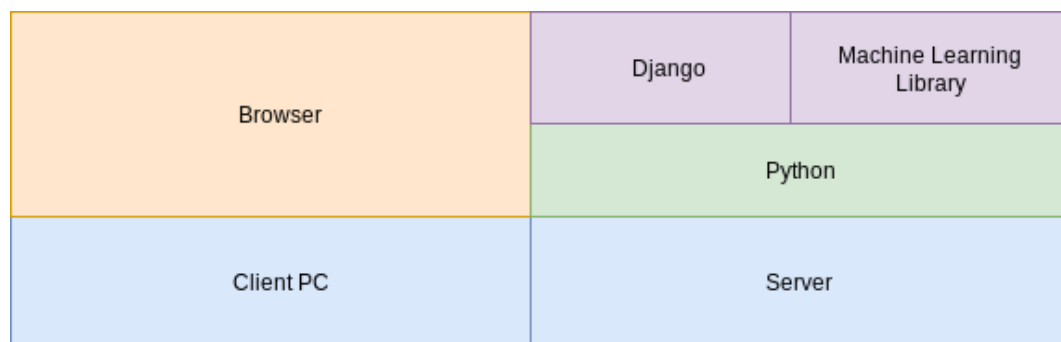 Browser
Django
Machine Learning
Library
Python
Client PC
Server